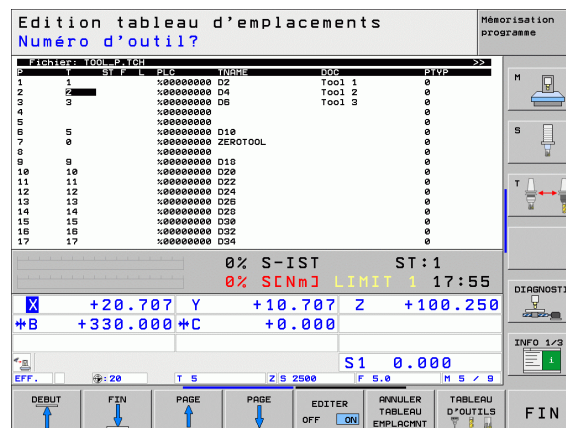 Edition tableau d'emplacements
Numéro d'outil?
Mémorisation
programme
Fichier: TOOL_P.TCH >>
P T ST F L PLC TNAME DOC PTYP
1 1 %00000000 D2 Tool 1 0
2 2 %00000000 D4 Tool 2 0
3 3 %00000000 D6 Tool 3 0
4 %00000000 0
5 %00000000 0
6 5 %00000000 D10 0
7 0 %00000000 ZEROTOOL 0
8 %00000000 0
9 9 %00000000 D18 0
10 10 %00000000 D20 0
11 11 %00000000 D22 0
12 12 %00000000 D24 0
13 13 %00000000 D26 0
14 14 %00000000 D28 0
15 15 %00000000 D30 0
16 16 %00000000 D32 0
17 17 %00000000 D34 0
0% S-IST ST:1
0% S[Nm] LIMIT 1 17:55
X +20.707 Y +10.707 Z +100.250
B +330.000 C +0.000
S1 0.000
EFF. : 20 T 5 Z S 2500 F 5.0 M 5 / 9
M
S
T
DIAGNOSTI
INFO 1/3
i
DEBUT
FIN
PAGE
PAGE
EDITER
OFF ON
ANNULER
TABLEAU
EMPLACMNT
TABLEAU
D'OUTILS
FIN